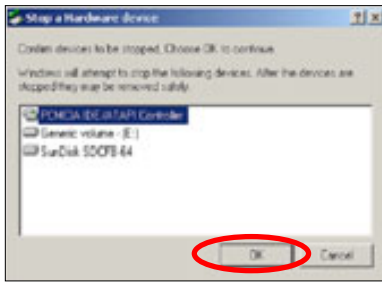 Stop a Hardware device
Confirm devices to be stopped, Choose OK to continue.
Windows will attempt to stop the following devices. After the devices are
stopped they may be removed safely.
PCMCIA IDE/ATAPI Controller
Generic volume - (E:)
SanDisk SDCFB-64
OK
Cancel